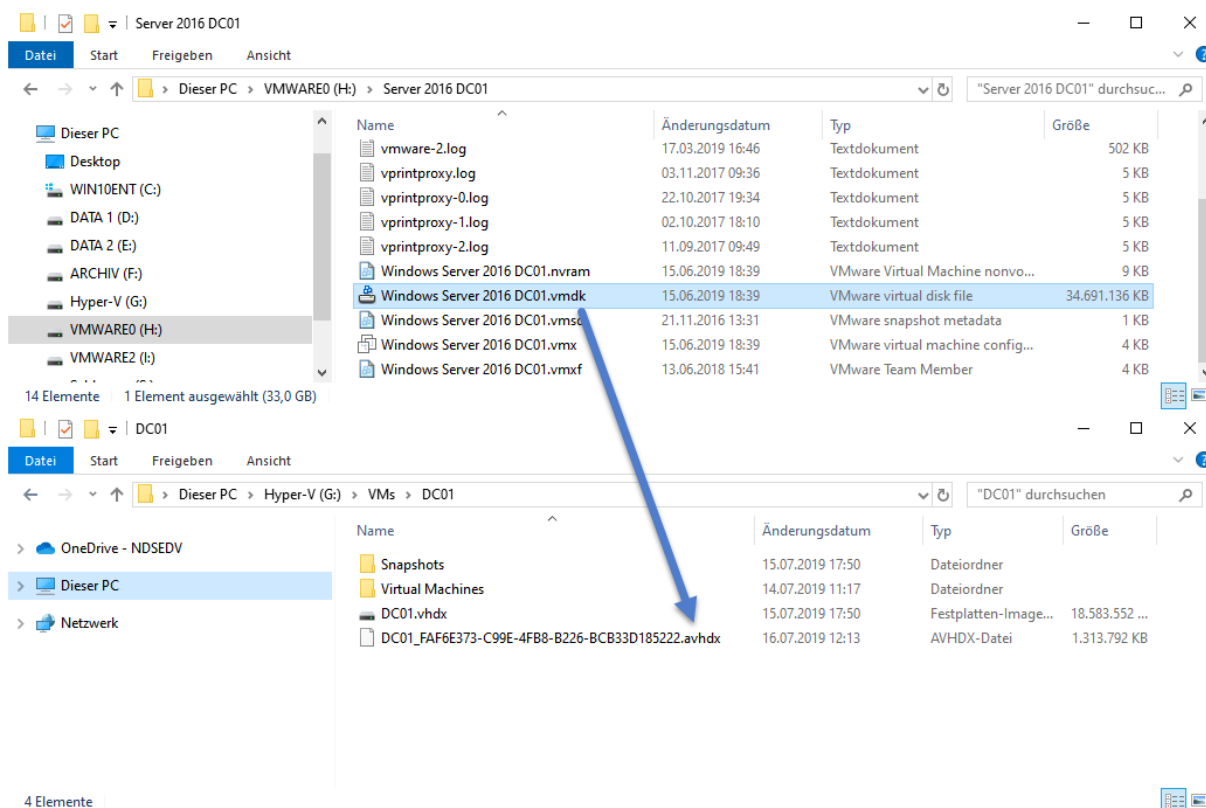 Server 2016 DC01
Datei Start Freigeben Ansicht
Dieser PC > VMWARE0 (H:) > Server 2016 DC01 "Server 2016 DC01" durchsuc...
Dieser PC
Desktop
WIN10ENT (C:)
DATA 1 (D:)
DATA 2 (E:)
ARCHIV (F:)
Hyper-V (G:)
VMWARE0 (H:)
VMWARE2 (I:)
Name Änderungsdatum Typ Größe
vmware-2.log 17.03.2019 16:46 Textdokument 502 KB
vprintproxy.log 03.11.2017 09:36 Textdokument 5 KB
vprintproxy-0.log 22.10.2017 19:34 Textdokument 5 KB
vprintproxy-1.log 02.10.2017 18:10 Textdokument 5 KB
vprintproxy-2.log 11.09.2017 09:49 Textdokument 5 KB
Windows Server 2016 DC01.nvram 15.06.2019 18:39 VMware Virtual Machine nonvo... 9 KB
Windows Server 2016 DC01.vmdk 15.06.2019 18:39 VMware virtual disk file 34.691.136 KB
Windows Server 2016 DC01.vmsd 21.11.2016 13:31 VMware snapshot metadata 1 KB
Windows Server 2016 DC01.vmx 15.06.2019 18:39 VMware virtual machine config... 4 KB
Windows Server 2016 DC01.vmxf 13.06.2018 15:41 VMware Team Member 4 KB
14 Elemente 1 Element ausgewählt (33,0 GB)
DC01
Datei Start Freigeben Ansicht
Dieser PC > Hyper-V (G:) > VMs > DC01 "DC01" durchsuchen
OneDrive - NDSEDV
Dieser PC
Netzwerk
Name Änderungsdatum Typ Größe
Snapshots 15.07.2019 17:50 Dateiordner
Virtual Machines 14.07.2019 11:17 Dateiordner
DC01.vhdx 15.07.2019 17:50 Festplatten-Image... 18.583.552 ...
DC01_FAF6E373-C99E-4FB8-B226-BCB33D185222.avhdx 16.07.2019 12:13 AVHDX-Datei 1.313.792 KB
4 Elemente